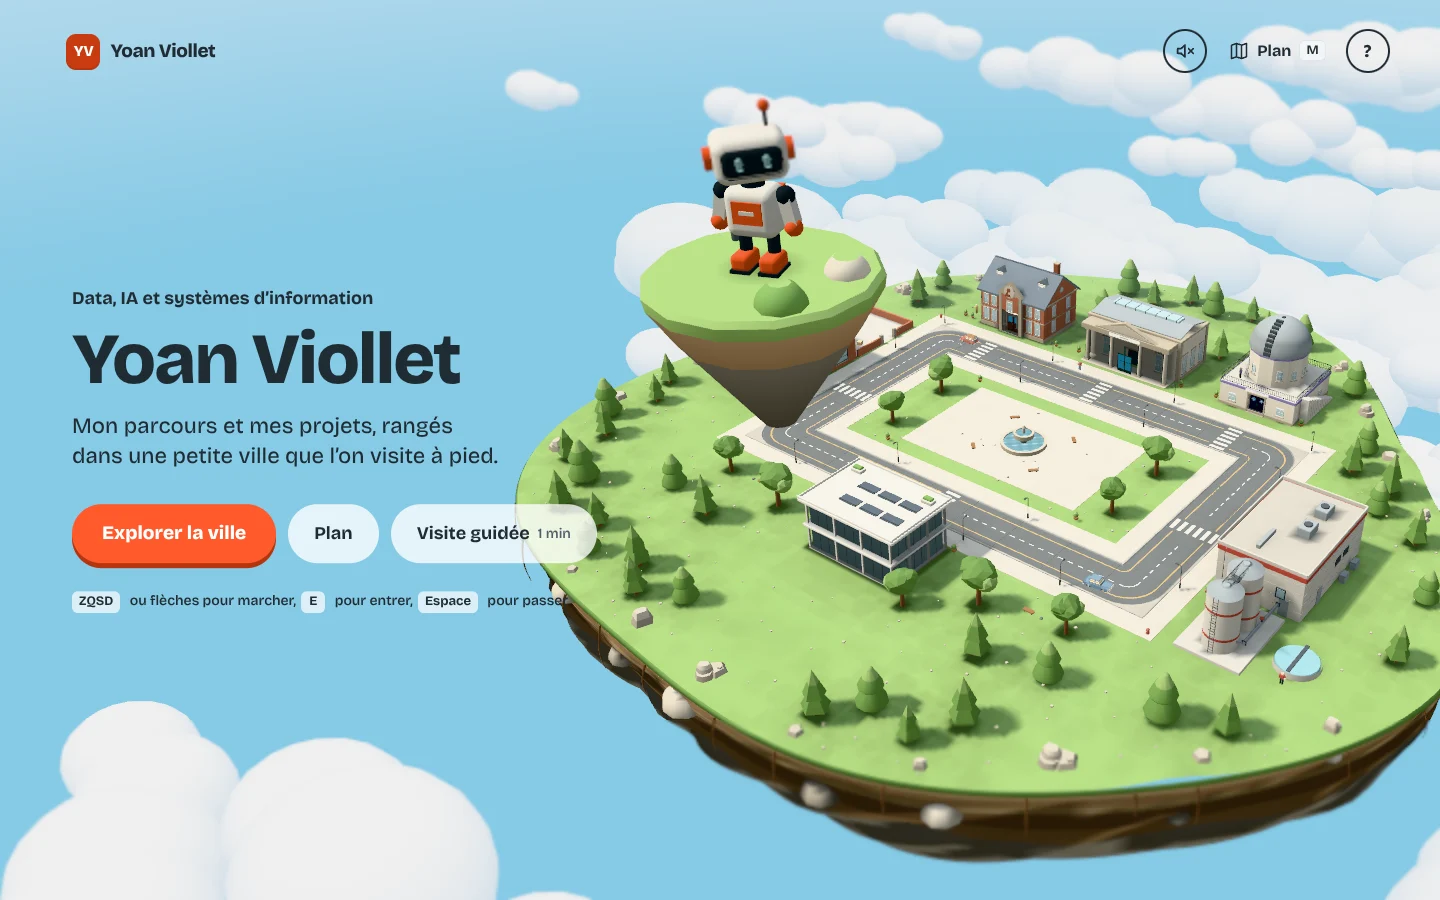 YV Yoan Viollet
Plan M ?
Data, IA et systèmes d'information
Yoan Viollet
Mon parcours et mes projets, rangés
dans une petite ville que l'on visite à pied.
Explorer la ville Plan Visite guidée 1 min
ZQSD ou flèches pour marcher, E pour entrer, Espace pour passer